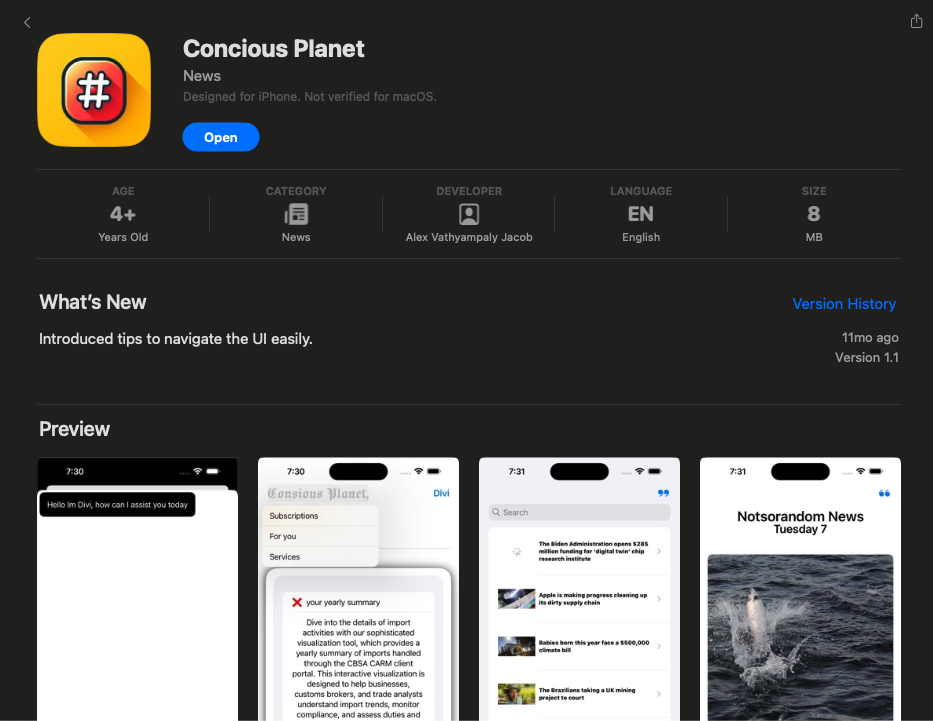 #
Concious Planet
News
Designed for iPhone. Not verified for macOS.
Open
AGE
4+
Years Old
CATEGORY
News
DEVELOPER
Alex Vathyampaly Jacob
LANGUAGE
EN
English
SIZE
8
MB
What's New
Version History
Introduced tips to navigate the UI easily.
11mo ago
Version 1.1
Preview
7:30
Hello Im Divi, how can I assist you today
7:30
Consious Planet,
Divi
Subscriptions
For you
Services
your yearly summary
Dive into the details of import
activities with our sophisticated
visualization tool, which provides a
yearly summary of imports handled
through the CBSA CARM client
portal. This interactive visualization is
designed to help businesses,
customs brokers, and trade analysts
understand import trends, monitor
compliance, and assess duties and
7:31
Search
The Biden Administration opens $285
million funding for 'digital twin' chip
research institute
Apple is making progress cleaning up
its dirty supply chain
Babies born this year face a $500,000
climate bill
The Brazilians taking a UK mining
project to court
7:31
Notsorandom News
Tuesday 7